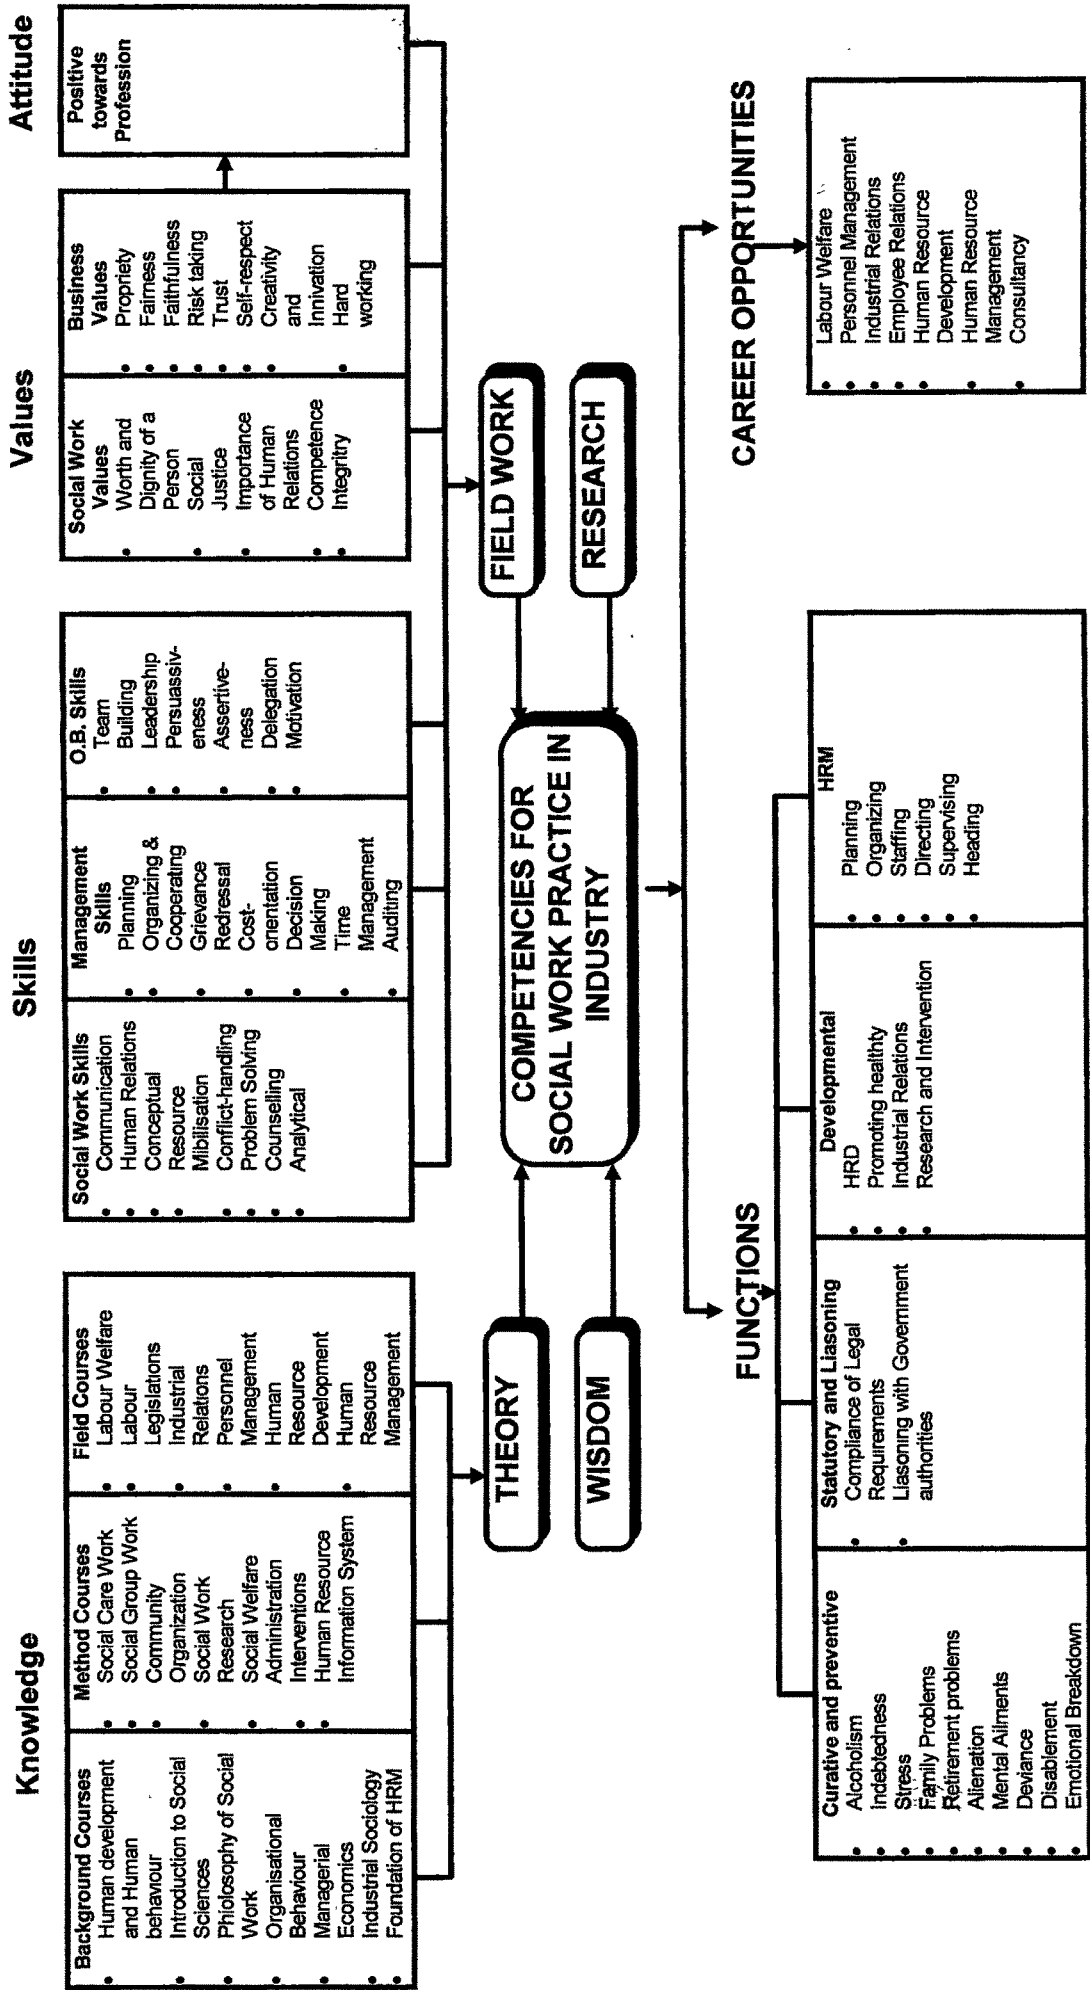 Knowledge
Skills
Values
Attitude
Background Courses
Human development
and Human
behaviour
Introduction to Social
Sciences
Phiolosophy of Social
Work
Organisational
Behaviour
Managerial
Economics
Industrial Sociology
Foundation of HRM
Method Courses
Social Care Work
Social Group Work
Community
Organization
Social Work
Research
Social Welfare
Administration
Interventions
Human Resource
Information System
Field Courses
Labour Welfare
Labour
Legislations
Industrial
Relations
Personnel
Management
Human
Resource
Development
Human
Resource
Management
Social Work Skills
Communication
Human Relations
Conceptual
Resource
Mibilisation
Conflict-handing
Problem Solving
Counselling
Analytical
Management
Skills
Planning
Organizing &
Cooperating
Grievance
Redressal
Cost-
orientation
Decision
Making
Time
Management
Auditing
O.B. Skills
Team
Building
Leadership
Persuassiv-
eness
Assertive-
ness
Delegation
Motivation
Social Work
Values
Worth and
Dignity of a
Person
Social
Justice
Importance
of Human
Relations
Competence
Integritry
Business
Values
Propriety
Fairness
Faithfulness
Risk taking
Trust
Self-respect
Creativity
and
Innivation
Hard
working
Positive
towards
Profession
THEORY
WISDOM
COMPETENCIES FOR
SOCIAL WORK PRACTICE IN
INDUSTRY
FIELD WORK
RESEARCH
FUNCTIONS
CAREER OPPORTUNITIES
Curative and preventive
Alcoholism
Indebtedness
Stress
Family Problems
Retirement problems
Alienation
Mental Ailments
Deviance
Disablement
Emotional Breakdown
Statutory and Liasoning
Compliance of Legal
Requirements
Liasoning with Government
authorities
Developmental
HRD
Promoting healthty
Industrial Relations
Research and Intervention
HRM
Planning
Organizing
Staffing
Directing
Supervising
Heading
Labour Welfare
Personnel Management
Industrial Relations
Employee Relations
Human Resource
Development
Human Resource
Management
Consultancy